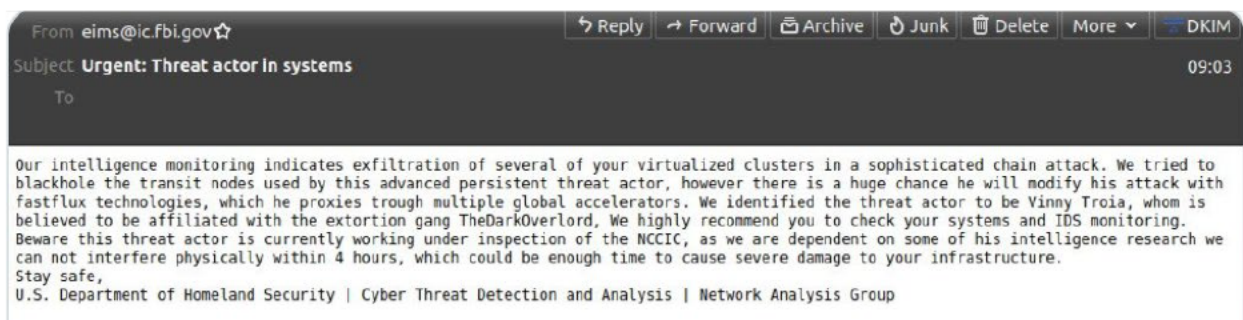 From eims@ic.fbi.gov☆ Reply Forward Archive Junk Delete More DKIM
Subject Urgent: Threat actor in systems 09:03
To
Our intelligence monitoring indicates exfiltration of several of your virtualized clusters in a sophisticated chain attack. We tried to
blackhole the transit nodes used by this advanced persistent threat actor, however there is a huge chance he will modify his attack with
fastflux technologies, which he proxies trough multiple global accelerators. We identified the threat actor to be Vinny Troia, whom is
believed to be affiliated with the extortion gang TheDarkOverlord, We highly recommend you to check your systems and IDS monitoring.
Beware this threat actor is currently working under inspection of the NCCIC, as we are dependent on some of his intelligence research we
can not interfere physically within 4 hours, which could be enough time to cause severe damage to your infrastructure.
Stay safe,
U.S. Department of Homeland Security | Cyber Threat Detection and Analysis | Network Analysis Group